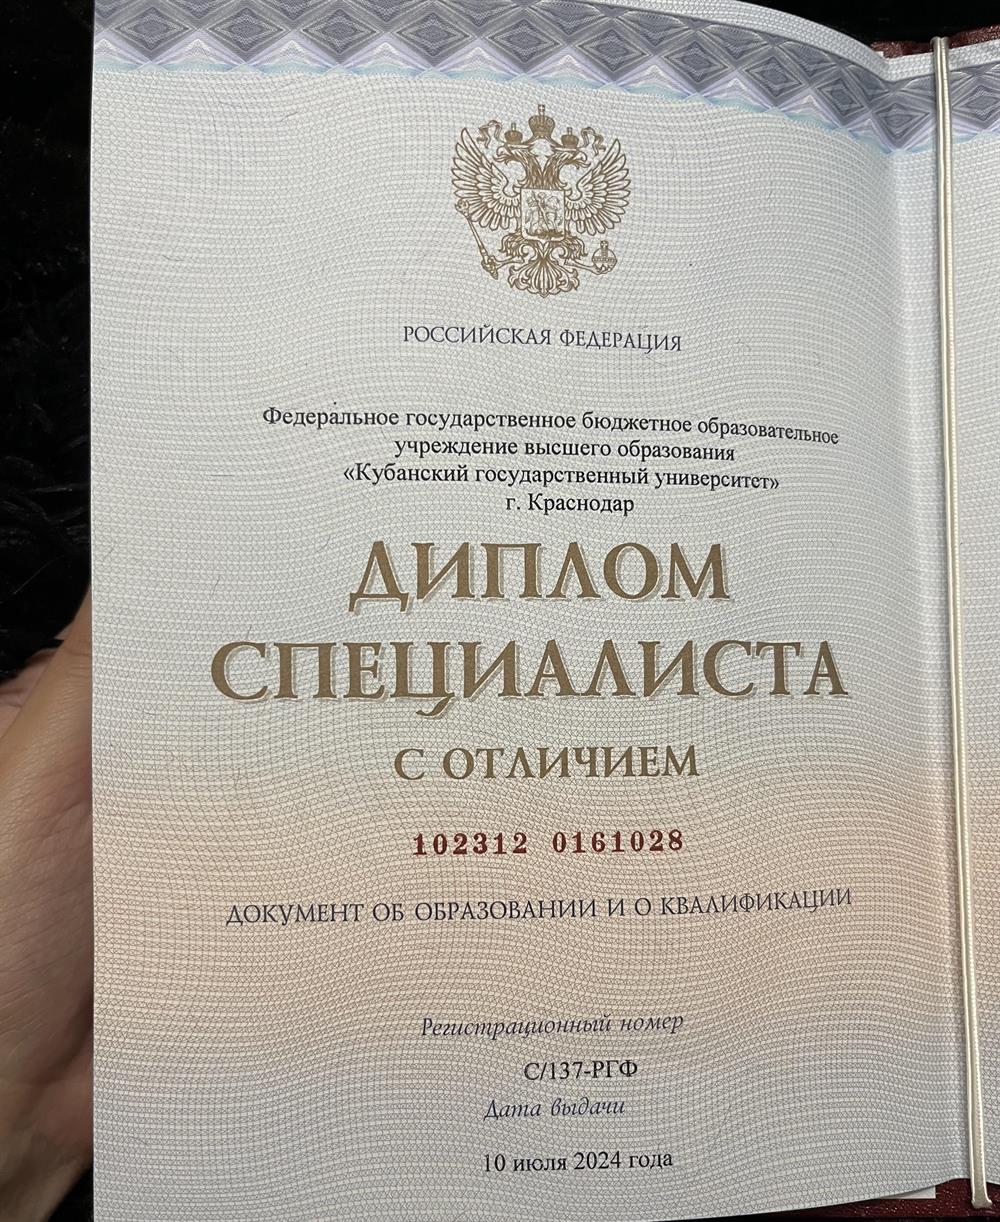 РОССИЙСКАЯ ФЕДЕРАЦИЯ
Федеральное государственное бюджетное образовательное
учреждение высшего образования
«Кубанский государственный университет»
г. Краснодар
ДИПЛОМ
СПЕЦИАЛИСТА
С ОТЛИЧИЕМ
102312 0161028
ДОКУМЕНТ ОБ ОБРАЗОВАНИИ И О КВАЛИФИКАЦИИ
Регистрационный номер
С/137-РГФ
Дата выдачи
10 июля 2024 года